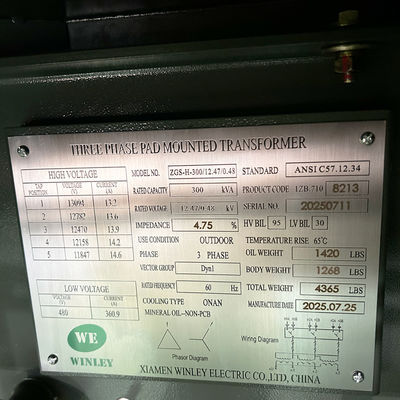 THREE PHASE PAD MOUNTED TRANSFORMER
HIGH VOLTAGE
TAP POSITION VOLTAGE (V) CURRENT (A)
1 13094 13.2
2 12782 13.6
3 12470 13.9
4 12158 14.2
5 11847 14.6
LOW VOLTAGE
VOLTAGE (V) CURRENT (A)
480 360.9
WE
WINLEY
MODEL NO. ZGS-H-300/12.47/0.48
RATED CAPACITY 300 kVA
RATED VOLTAGE 12.47/0.48 kV
IMPEDANCE 4.75 %
USE CONDITION OUTDOOR
PHASE 3 PHASE
VECTOR GROUP Dyn1
RATED FREQUENCY 60 Hz
COOLING TYPE ONAN
MINERAL OIL-NON-PCB
Phasor Diagram
STANDARD ANSI C57.12.34
PRODUCT CODE 1ZB.710 8213
SERIAL NO. 20250711
HV BIL 95 LV BIL 30
TEMPERATURE RISE 65℃
OIL WEIGHT 1420 LBS
BODY WEIGHT 1268 LBS
TOTAL WEIGHT 4365 LBS
MANUFACTURE DATE 2025.07.25
Wiring Diagram
XIAMEN WINLEY ELECTRIC CO.,LTD, CHINA